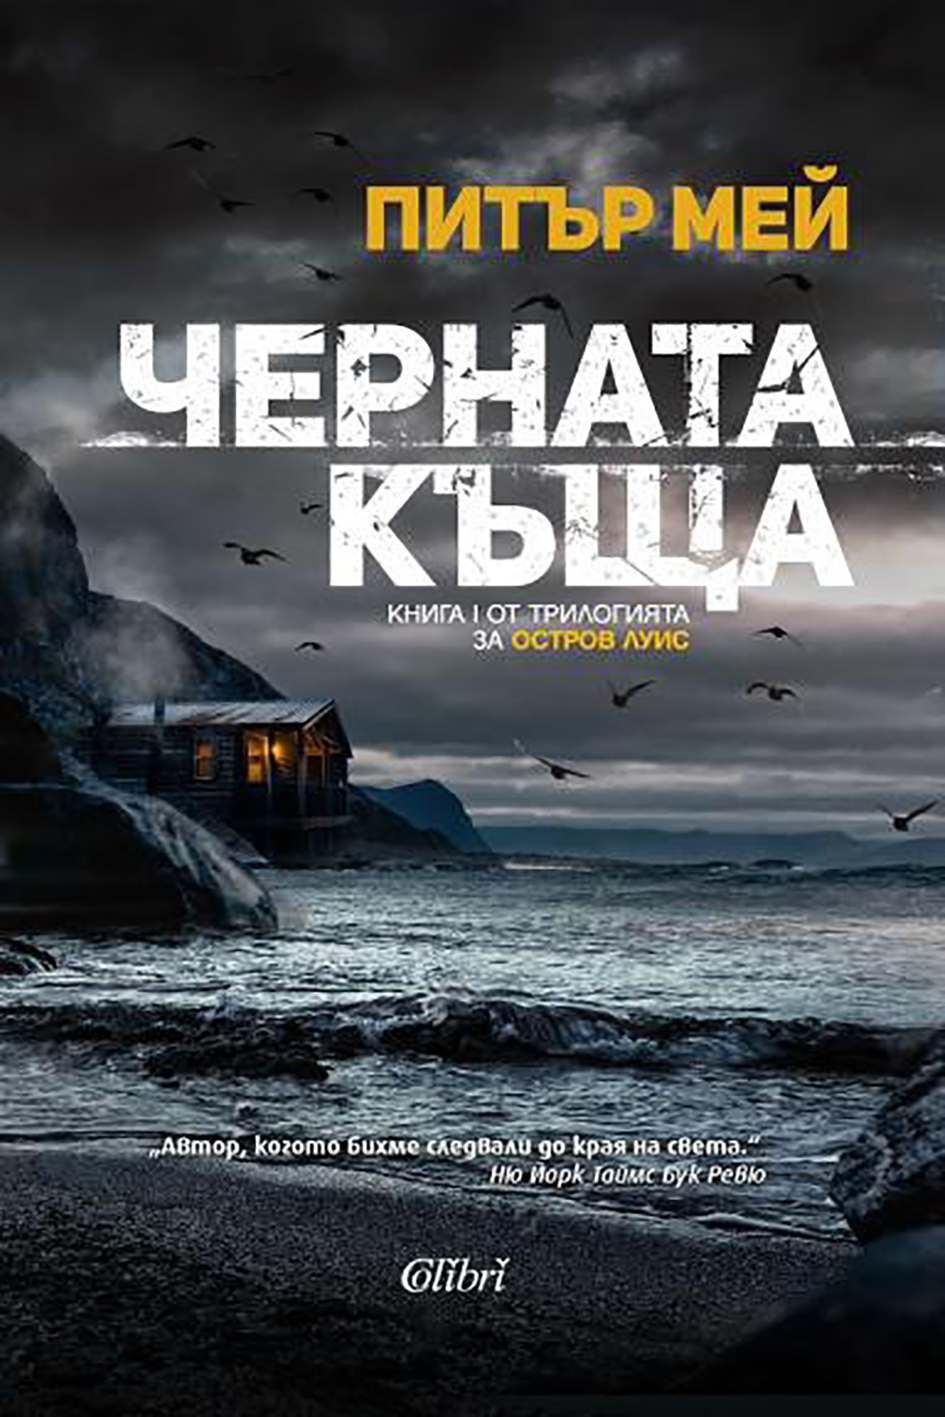 ПИТЪР МЕЙ
ЧЕРНАТА
КЪЩА
КНИГА I ОТ ТРИЛОГИЯТА
ЗА ОСТРОВ ЛУИС
„Автор, когото бихме следвали до края на света.“
Ню Йорк Таймс Бук Ревю
Colibri